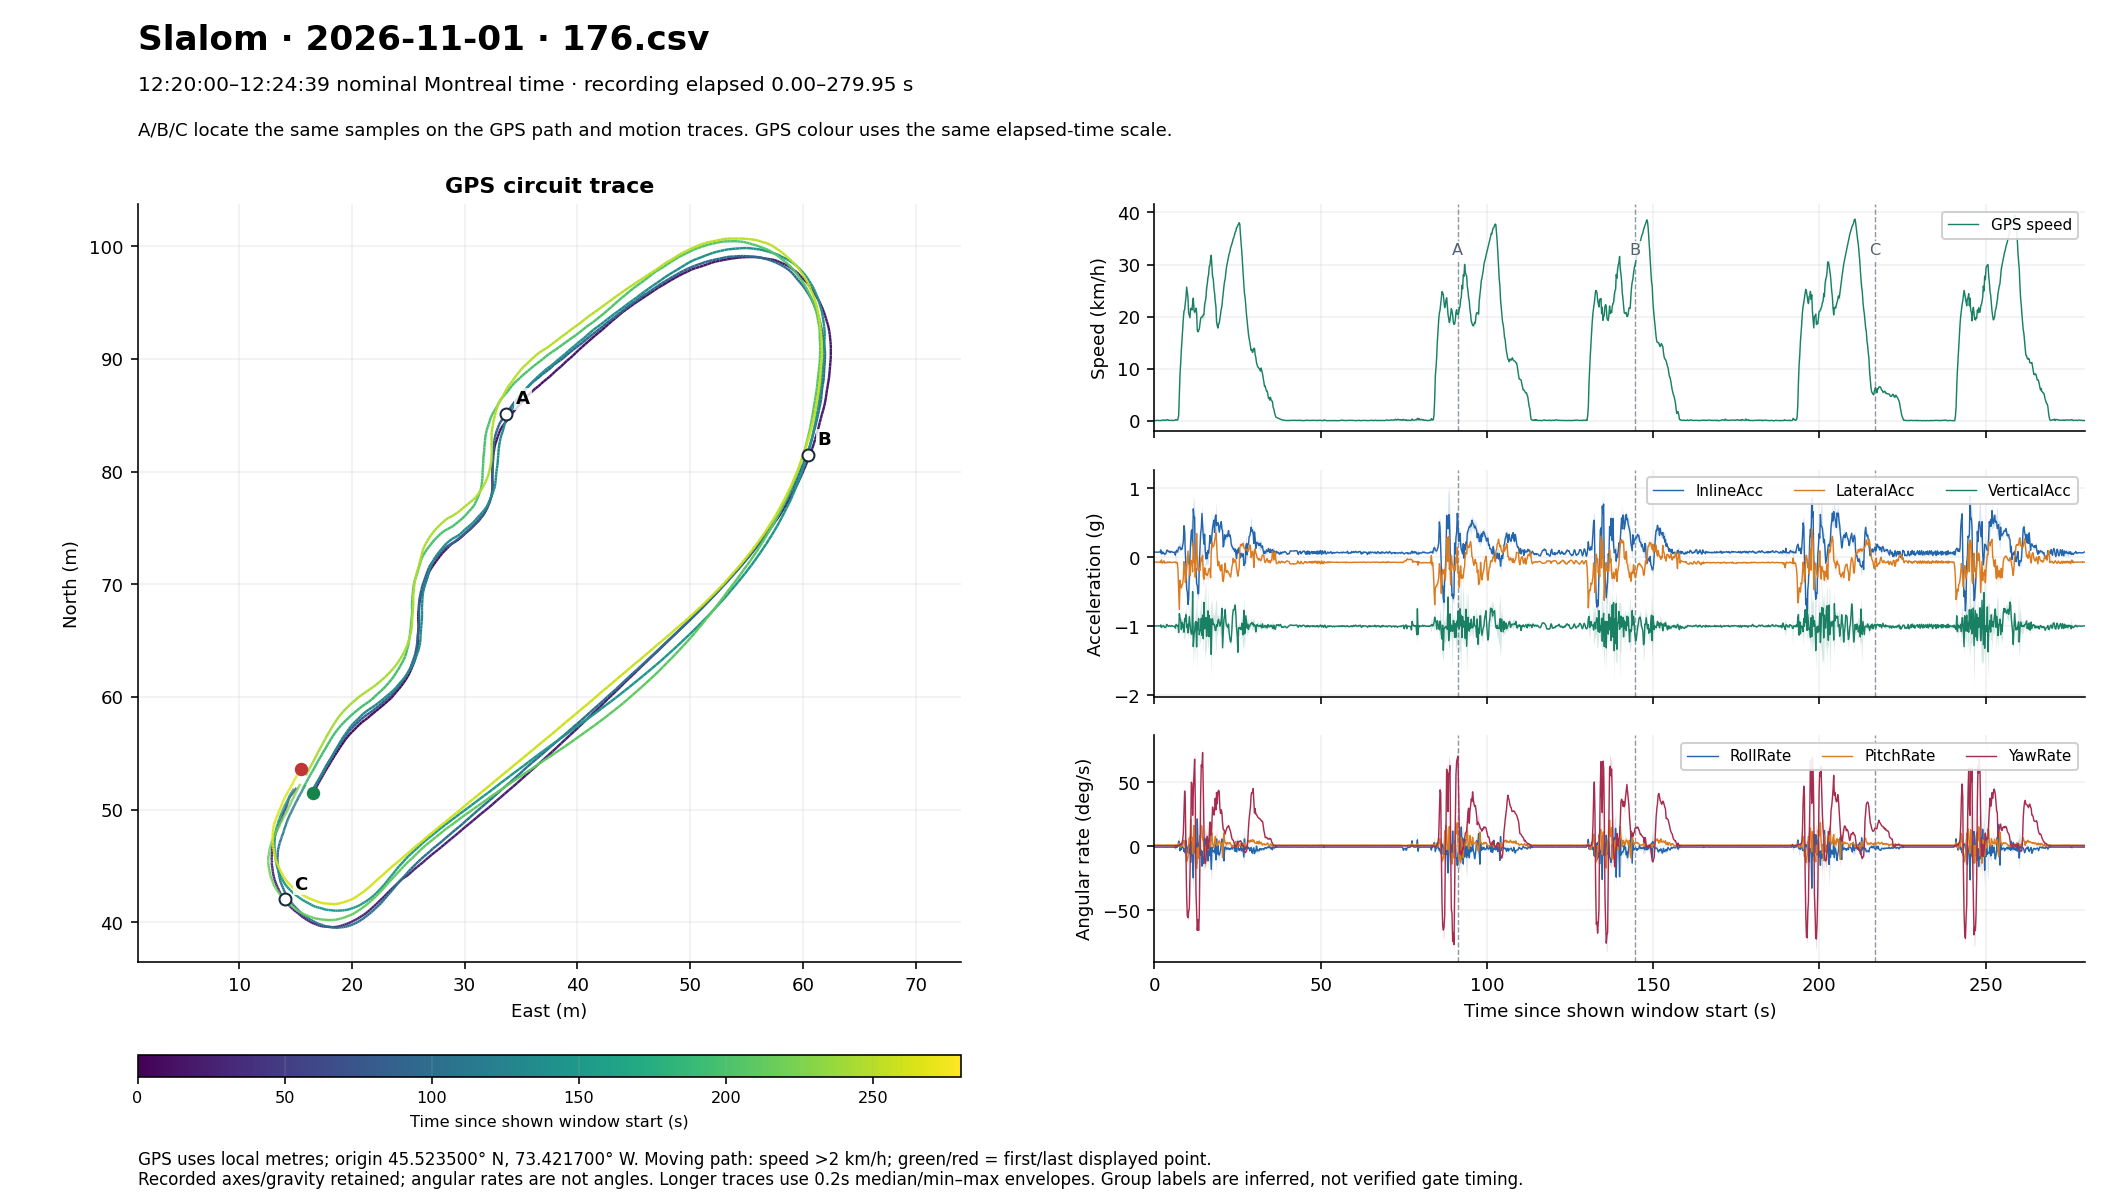 Slalom · 2026-11-01 · 176.csv
12:20:00–12:24:39 nominal Montreal time · recording elapsed 0.00–279.95 s
A/B/C locate the same samples on the GPS path and motion traces. GPS colour uses the same elapsed-time scale.
GPS circuit trace
North (m)
100
90
80
70
60
50
40
A
B
C
10 20 30 40 50 60 70
East (m)
0 50 100 150 200 250
Time since shown window start (s)
Speed (km/h)
40
30
20
10
0
A B C
GPS speed
Acceleration (g)
1
0
−1
−2
InlineAcc LateralAcc VerticalAcc
Angular rate (deg/s)
50
0
−50
RollRate PitchRate YawRate
0 50 100 150 200 250
Time since shown window start (s)
GPS uses local metres; origin 45.523500° N, 73.421700° W. Moving path: speed >2 km/h; green/red = first/last displayed point.
Recorded axes/gravity retained; angular rates are not angles. Longer traces use 0.2s median/min–max envelopes. Group labels are inferred, not verified gate timing.